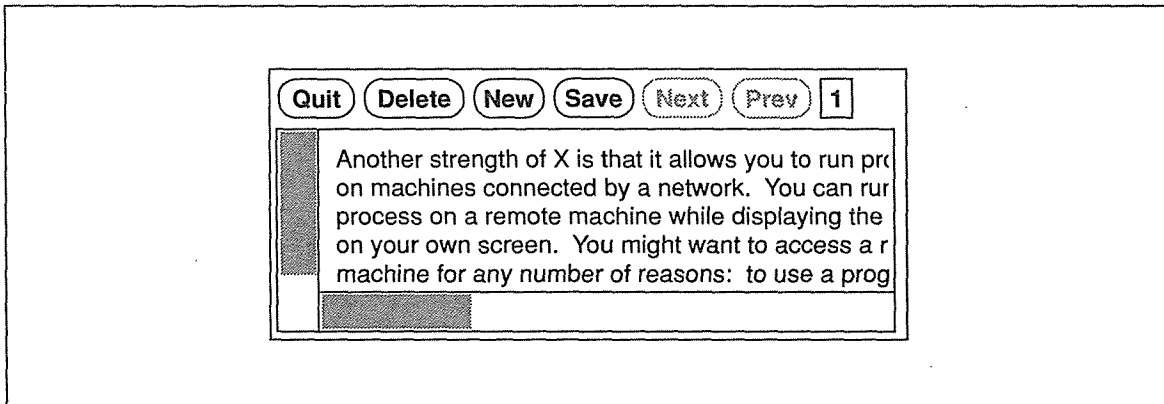 Quit Delete New Save Next Prev 1
Another strength of X is that it allows you to run pro
on machines connected by a network. You can rur
process on a remote machine while displaying the
on your own screen. You might want to access a r
machine for any number of reasons: to use a prog